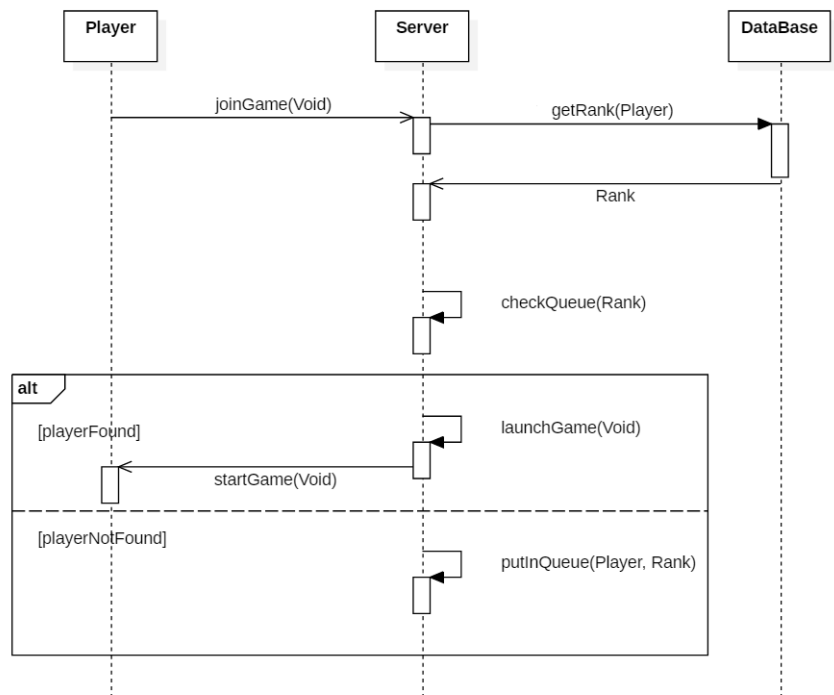 Player
Server
DataBase
joinGame(Void)
getRank(Player)
Rank
checkQueue(Rank)
alt
[playerFound]
launchGame(Void)
startGame(Void)
[playerNotFound]
putInQueue(Player, Rank)